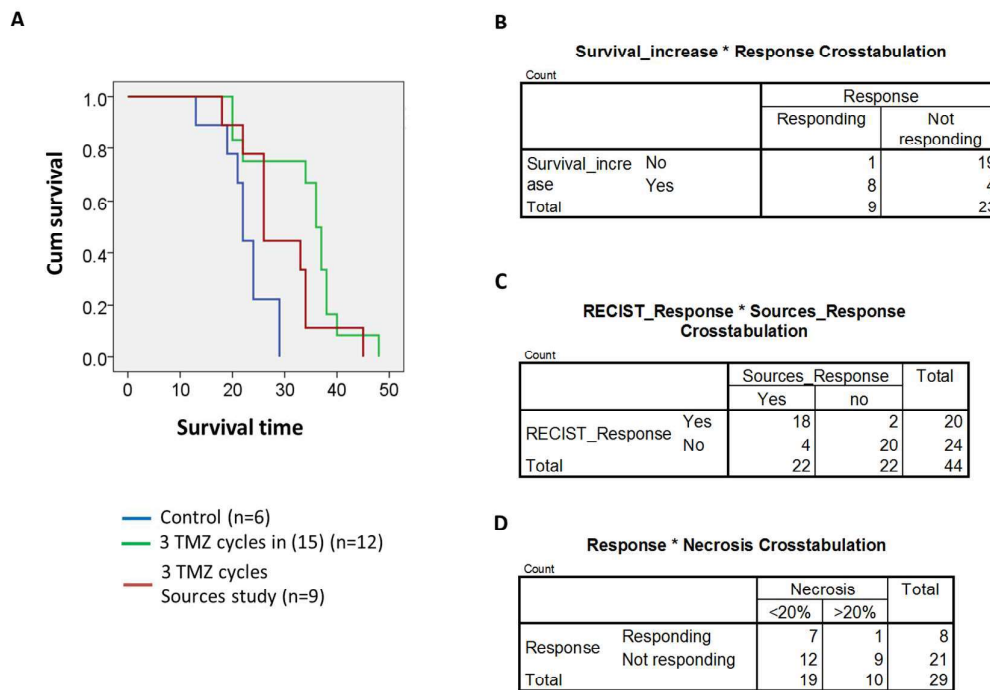 A
Cum survival
1.0
0.8
0.6
0.4
0.2
0.0
0 10 20 30 40 50
Survival time
Control (n=6)
3 TMZ cycles in (15) (n=12)
3 TMZ cycles
Sources study (n=9)
B
Survival_increase * Response Crosstabulation
Count
Response
Responding Not
responding
Survival_incre No 1 19
ase Yes 8 4
Total 9 23
C
RECIST_Response * Sources_Response
Crosstabulation
Count
Sources_Response Total
Yes no
RECIST_Response Yes 18 2 20
No 4 20 24
Total 22 22 44
D
Response * Necrosis Crosstabulation
Count
Necrosis Total
<20% >20%
Response Responding 7 1 8
Not responding 12 9 21
Total 19 10 29